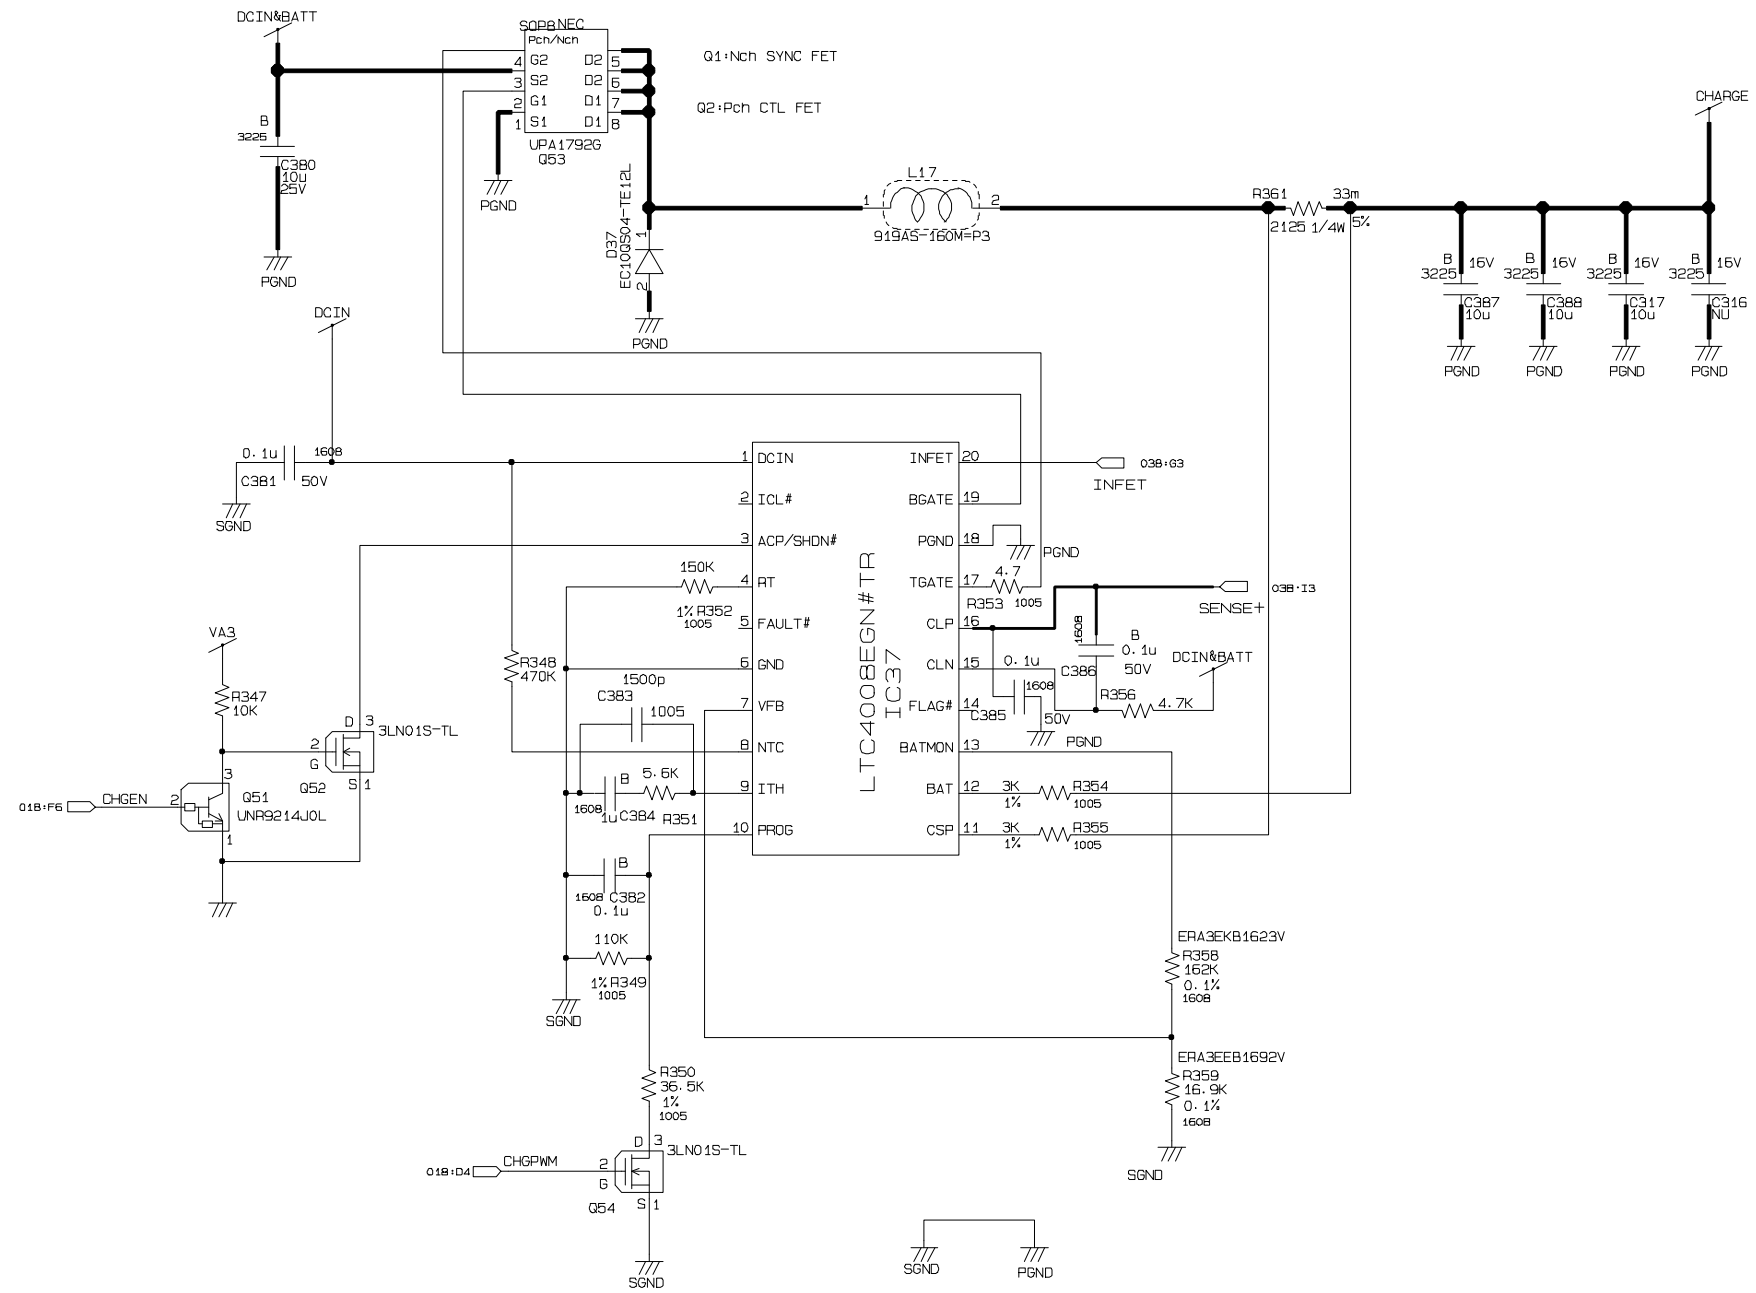 DCIN&BATT
SOP8 NEC
Pch/Nch
G2
S2
G1
S1
D2
D2
D1
D1
4
3
2
1
5
6
7
8
UPA1792G
Q53
Q1:Nch SYNC FET
Q2:Pch CTL FET
B
3225
C380
10u
25V
PGND
PGND
D37
EC10QS04-TE12L
1
2
PGND
L17
1
2
919AS-160M=P3
R361
33m
2125 1/4W
5%
CHARGE
B
3225
16V
C387
10u
PGND
B
3225
16V
C388
10u
PGND
B
3225
16V
C317
10u
PGND
B
3225
16V
C316
NU
PGND
DCIN
0.1u
1608
C381
50V
SGND
1 DCIN
2 ICL#
3 ACP/SHDN#
4 RT
5 FAULT#
6 GND
7 VFB
8 NTC
9 ITH
10 PROG
INFET 20
BGATE 19
PGND 18
TGATE 17
CLP 16
CLN 15
FLAG# 14
BATMON 13
BAT 12
CSP 11
LTC4008EGN#TR
IC37
038:G3
INFET
PGND
4.7
R353 1005
038:I3
SENSE+
1608
B
0.1u
50V
C386
DCIN&BATT
0.1u
1608
C385
50V
PGND
R356
4.7K
150K
1% R352
1005
R348
470K
1500p
C383
1005
B
1608
1u
C384
5.6K
R351
B
1608 C382
0.1u
110K
1% R349
1005
SGND
VA3
R347
10K
D 3
3LN01S-TL
2
G
S 1
Q52
3
Q51
UNR9214J0L
2
1
018:F6
CHGEN
3K
1%
R354
1005
3K
1%
R355
1005
ERA3EKB1623V
R358
162K
0.1%
1608
ERA3EEB1692V
R359
16.9K
0.1%
1608
SGND
R350
36.5K
1%
1005
D 3
3LN01S-TL
018:D4
CHGPWM
2
G
S 1
Q54
SGND
SGND
PGND